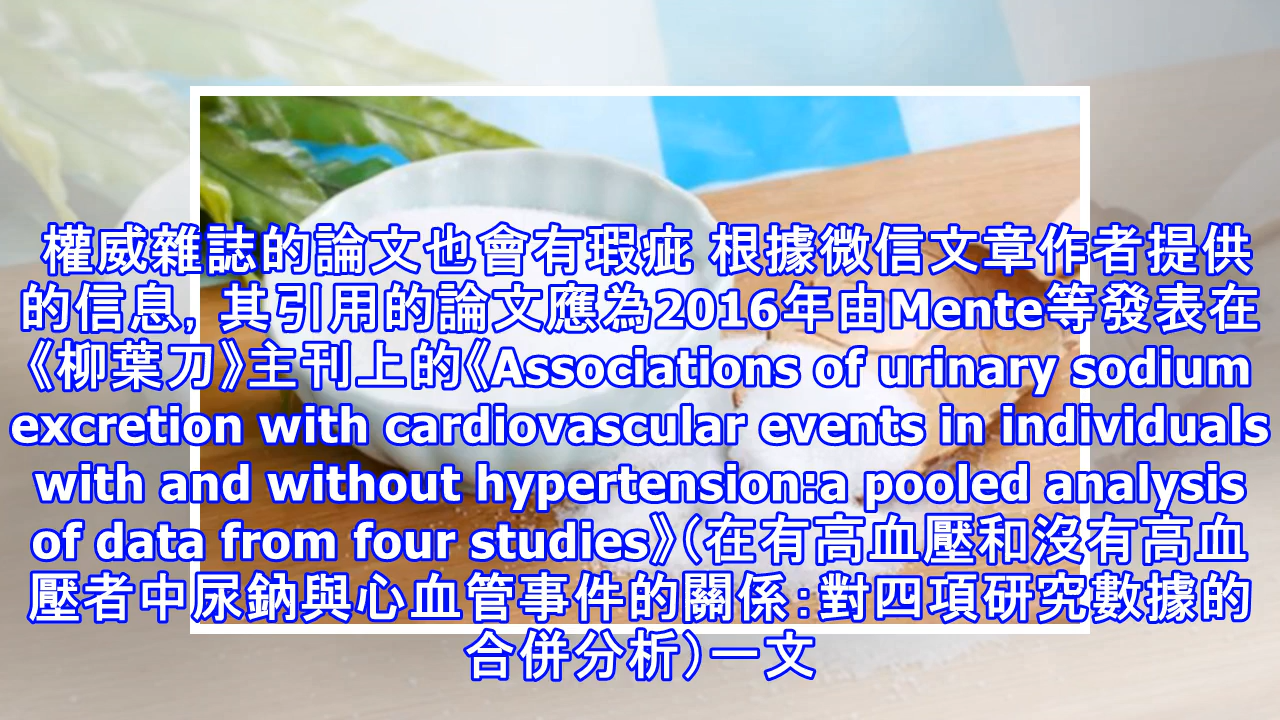 權威雜誌的論文也會有瑕疵 根據微信文章作者提供
的信息，其引用的論文應為2016年由Mente等發表在
《柳葉刀》主刊上的《Associations of urinary sodium
excretion with cardiovascular events in individuals
with and without hypertension:a pooled analysis
of data from four studies》（在有高血壓和沒有高血
壓者中尿鈉與心血管事件的關係：對四項研究數據的
合併分析）一文